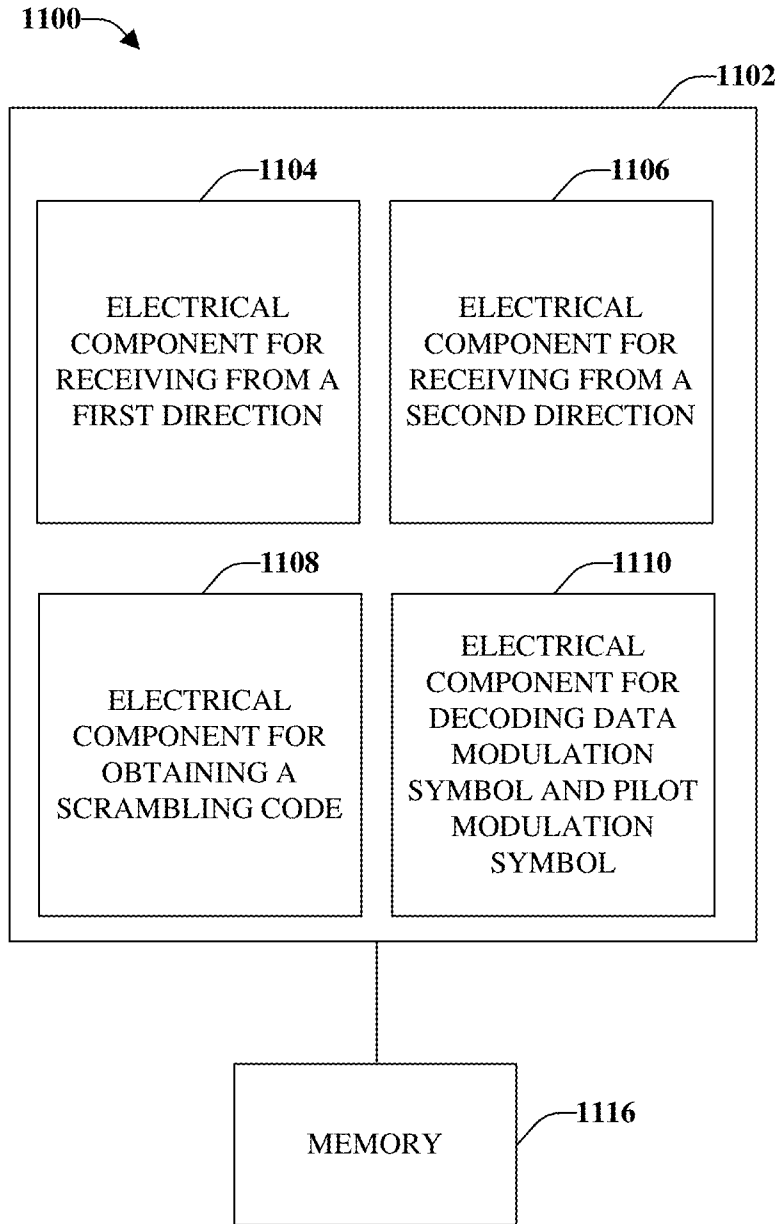 1100
1102
1104
1106
ELECTRICAL
COMPONENT FOR
RECEIVING FROM A
FIRST DIRECTION
ELECTRICAL
COMPONENT FOR
RECEIVING FROM A
SECOND DIRECTION
1108
1110
ELECTRICAL
COMPONENT FOR
OBTAINING A
SCRAMBLING CODE
ELECTRICAL
COMPONENT FOR
DECODING DATA
MODULATION
SYMBOL AND PILOT
MODULATION
SYMBOL
1116
MEMORY